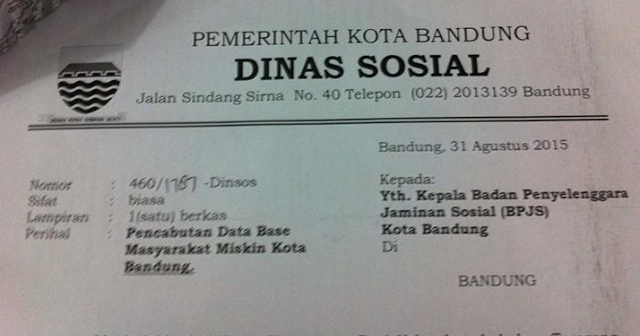 PEMERINTAH KOTA BANDUNG
DINAS SOSIAL
Jalan Sindang Sirna No. 40 Telepon (022) 2013139 Bandung
Bandung, 31 Agustus 2015
Nomor : 460/1787 -Dinsos
Sifat : biasa
Lampiran : 1(satu) berkas
Perihal : Pencabutan Data Base
Masyarakat Miskin Kota
Bandung.
Kepada:
Yth. Kepala Badan Penyelenggara
Jaminan Sosial (BPJS)
Kota Bandung
Di
BANDUNG